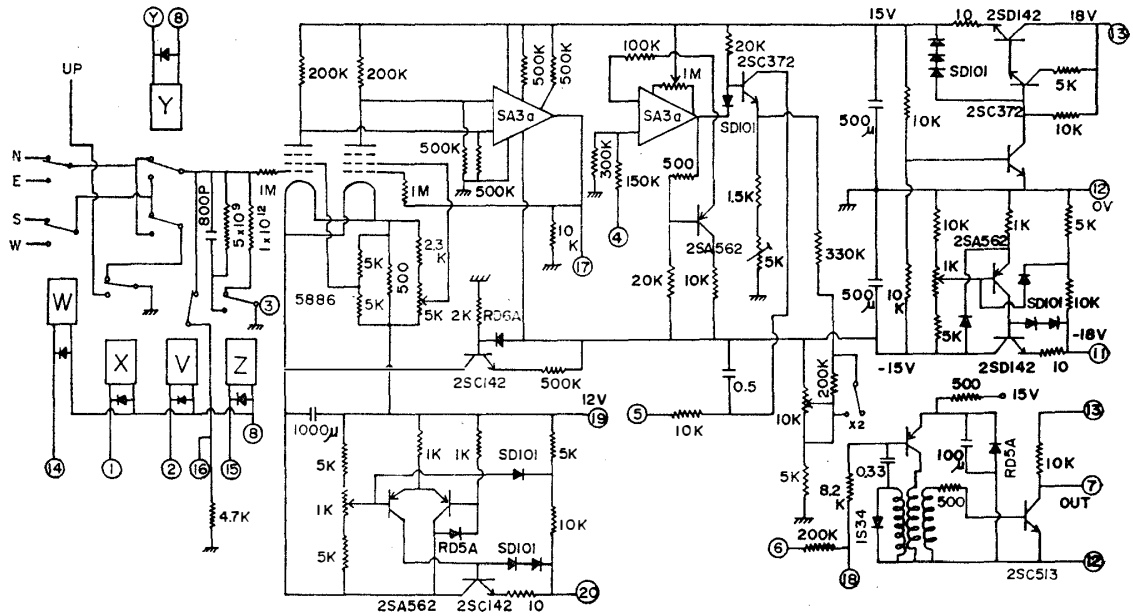 Y 8
UP
Y
N
E
S
W
W
X
V
Z
14
1
2
16
15
8
3
4.7K
1M
800P
5×10⁹
1×10¹²
200K
200K
500K
500K
500K
500K
SA3a
1M
10K
17
5886
5K
5K
500
2.3K
5K
2K
RD6A
2SC142
500K
100K
1M
SA3a
300K
150K
4
500
20K
10K
2SA562
20K
2SC372
SD101
1.5K
5K
330K
200K
10K
×2
5K
0.5
5
10K
12V
19
1000µ
5K
1K
5K
1K
1K
SD101
5K
10K
RD5A
SD101
2SA562
2SC142
10
20
15V
10
2SD142
18V
13
SD101
5K
2SC372
10K
500µ
10K
12
0V
10K
2SA562
1K
5K
1K
500µ
10K
5K
SD101
10K
-18V
11
-15V
2SD142
10
500
15V
13
0.33
100µ
RD5A
10K
7
OUT
8.2K
1S34
500
6
200K
18
2SC513
12